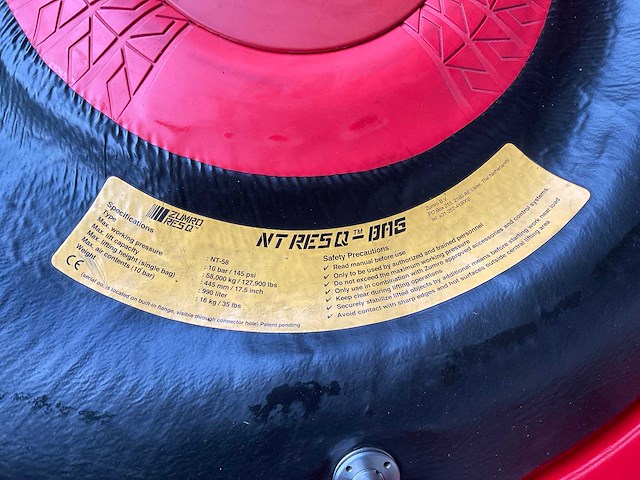 ZUMRO
RESQ
NT RESQ™-BAG
Zumro B.V.
Specifications
Type : NT-58
Max. working pressure : 10 bar / 145 psi
Max. lift capacity : 58,000 kg / 127,900 lbs
Max. lifting height (single bag) : 445 mm / 17.5 inch
Max. air contents (10 bar) : 990 liter
Weight : 16 kg / 35 lbs
CE
(serial no. is located on built-in flange, visible through connector hole) Patent pending
Safety Precautions
✓ Read manual before use
✓ Only to be used by authorized and trained personnel
✓ Do not exceed the maximum working pressure
✓ Only use in combination with Zumro approved accessories and control systems
✓ Keep clear during lifting operations
✓ Securely stabilize lifted objects by additional means before starting work near load
✓ Avoid contact with sharp edges and hot surfaces outside central lifting area